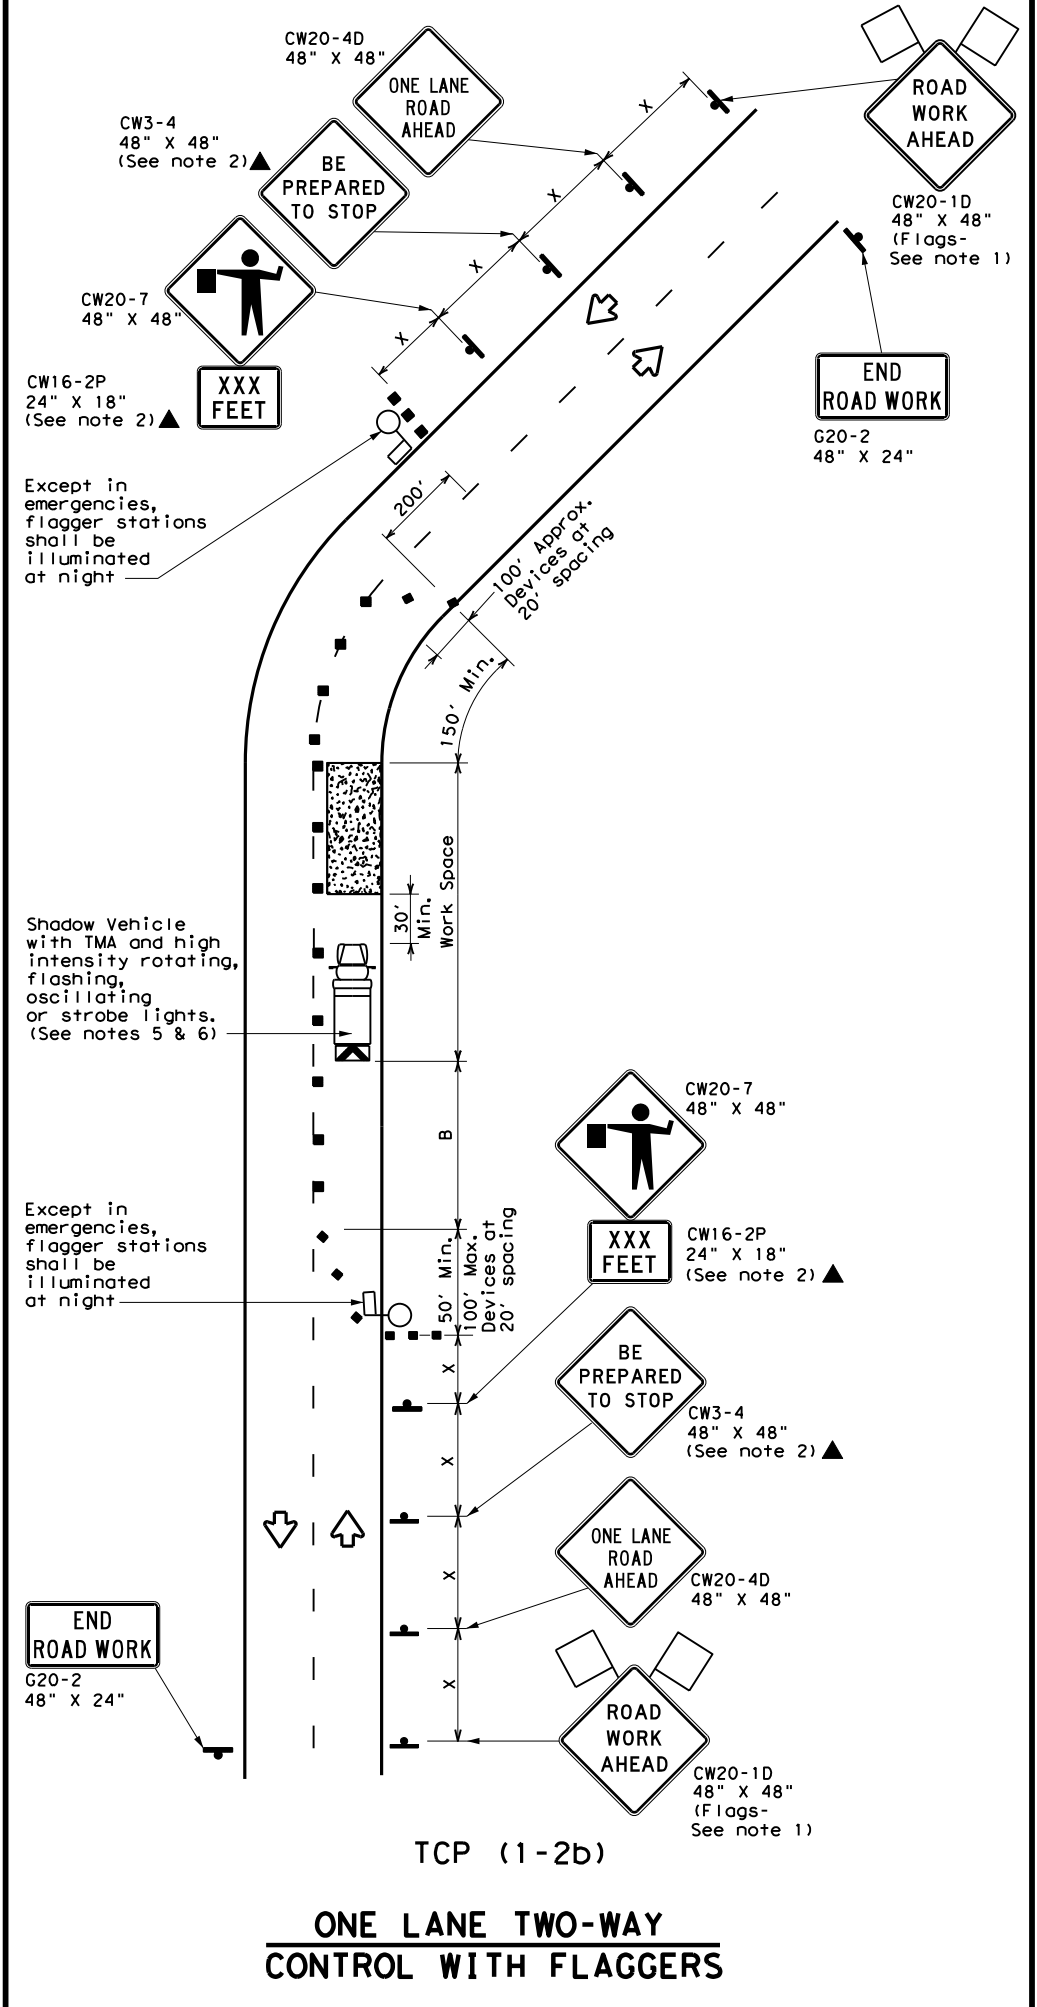 CW20-4D
48" X 48"
ONE LANE
ROAD
AHEAD
ROAD
WORK
AHEAD
CW20-1D
48" X 48"
(Flags-
See note 1)
CW3-4
48" X 48"
(See note 2)
BE
PREPARED
TO STOP
CW20-7
48" X 48"
CW16-2P
24" X 18"
(See note 2)
XXX
FEET
X
X
X
X
END
ROAD WORK
G20-2
48" X 24"
Except in
emergencies,
flagger stations
shall be
illuminated
at night
200'
100' Approx.
Devices at
20' spacing
150' Min.
Work Space
30'
Min.
Shadow Vehicle
with TMA and high
intensity rotating,
flashing,
oscillating
or strobe lights.
(See notes 5 & 6)
B
CW20-7
48" X 48"
XXX
FEET
CW16-2P
24" X 18"
(See note 2)
Except in
emergencies,
flagger stations
shall be
illuminated
at night
50' Min.
100' Max.
Devices at
20' spacing
X
X
X
X
BE
PREPARED
TO STOP
CW3-4
48" X 48"
(See note 2)
ONE LANE
ROAD
AHEAD
CW20-4D
48" X 48"
END
ROAD WORK
G20-2
48" X 24"
ROAD
WORK
AHEAD
CW20-1D
48" X 48"
(Flags-
See note 1)
TCP (1-2b)
ONE LANE TWO-WAY
CONTROL WITH FLAGGERS